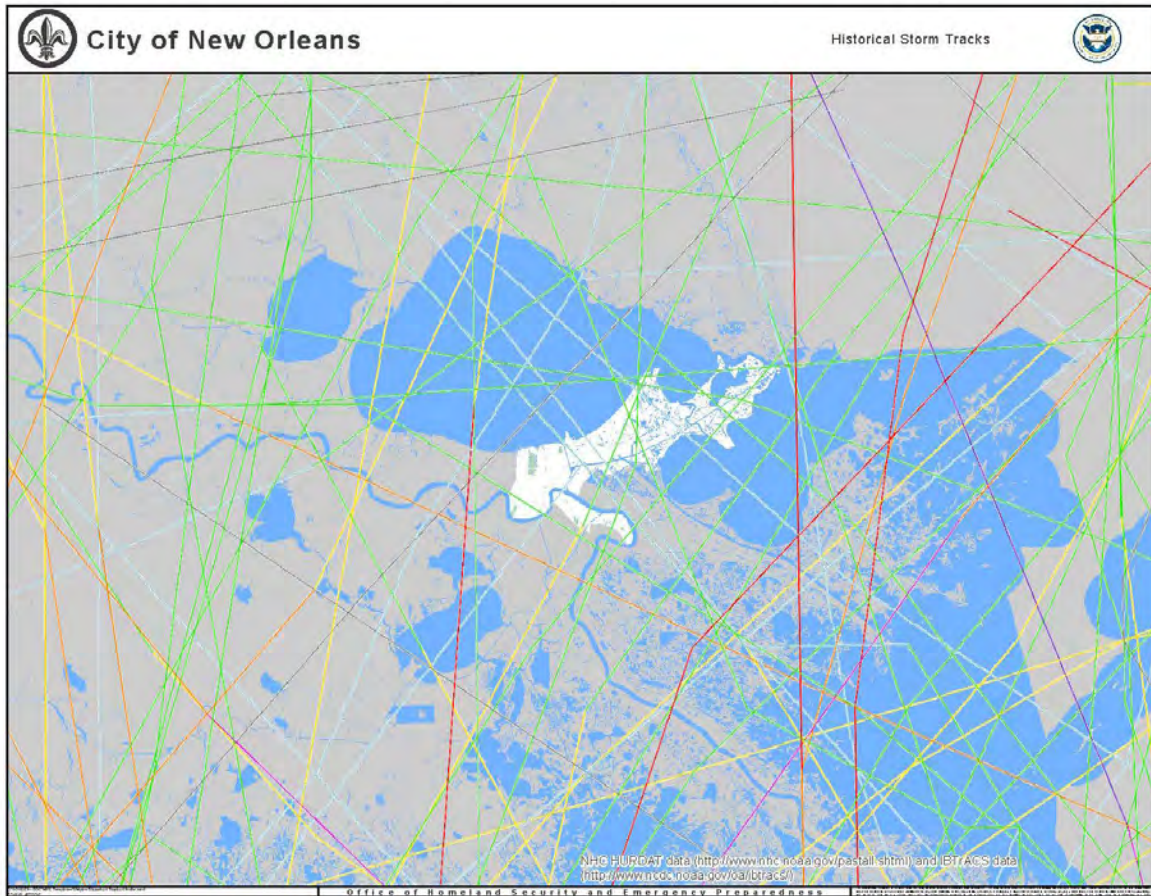 City of New Orleans
Historical Storm Tracks
NHC HURDAT data (http://www.nhc.noaa.gov/pastall.shtml) and IBTrACS data
(http://www.ncdc.noaa.gov/oa/ibtracs/)
Office of Homeland Security and Emergency Preparedness